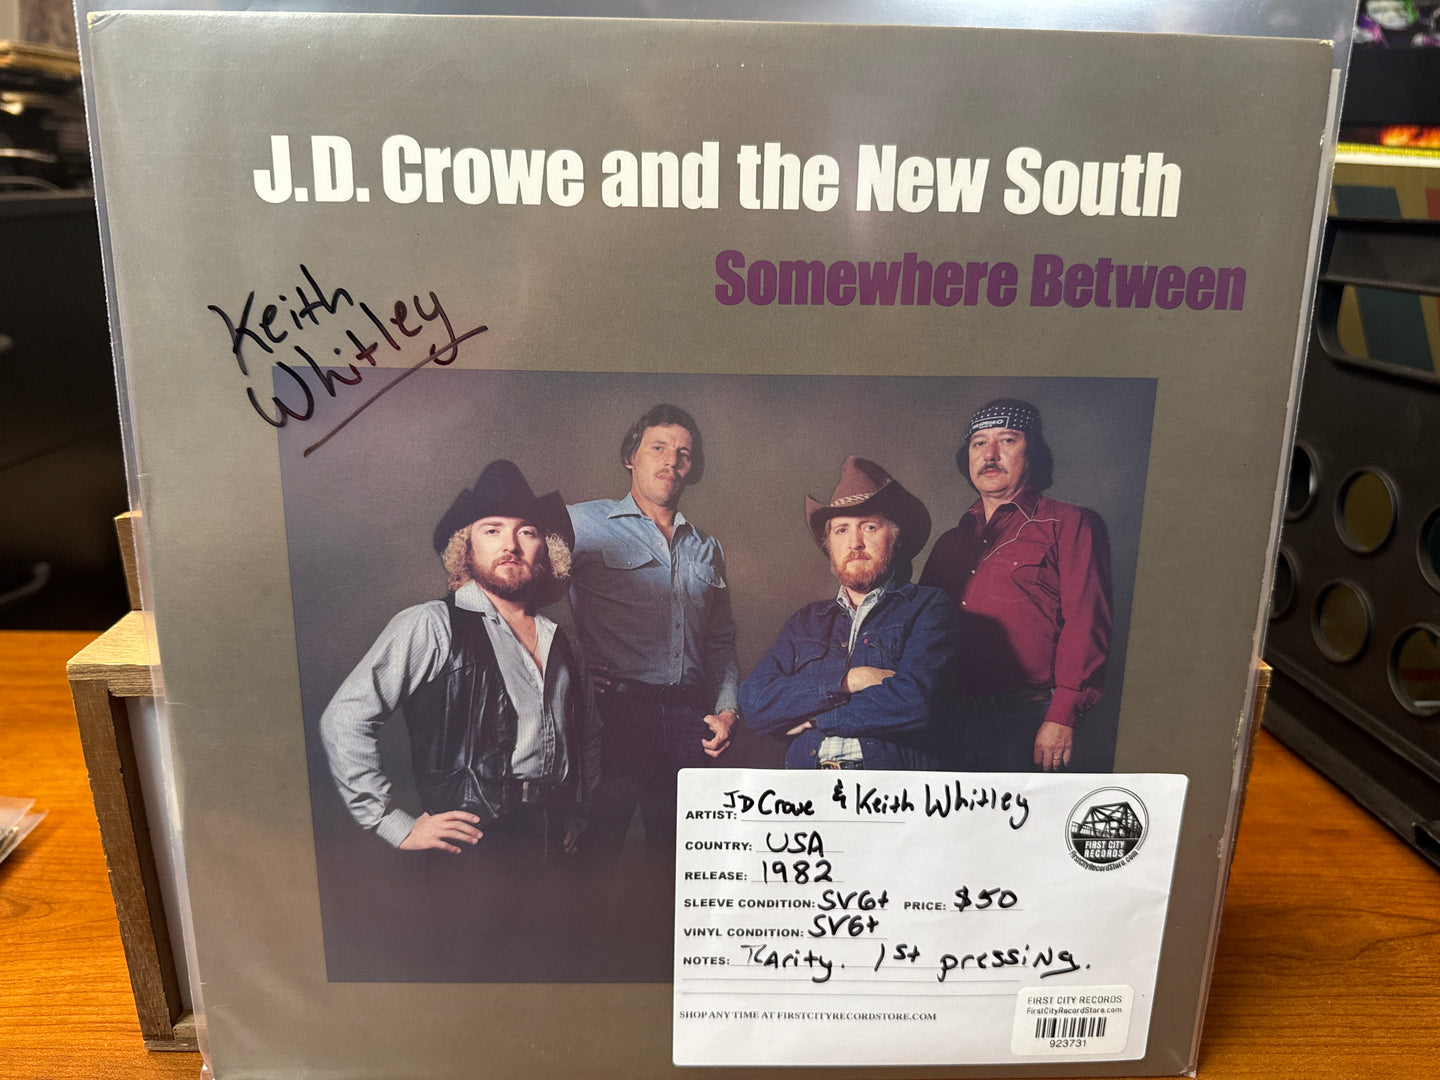 J.D. Crowe and the New South
Somewhere Between
Keith
Whitley
ARTIST: JD Crowe & Keith Whitley
COUNTRY: USA
RELEASE: 1982
SLEEVE CONDITION: SVG+ PRICE: $50
VINYL CONDITION: SVG+
NOTES: Rarity. 1st pressing.
FIRST CITY
RECORDS
FirstCityRecordStore.com
SHOP ANY TIME AT FIRSTCITYRECORDSTORE.COM
FIRST CITY RECORDS
FirstCityRecordStore.com
923731